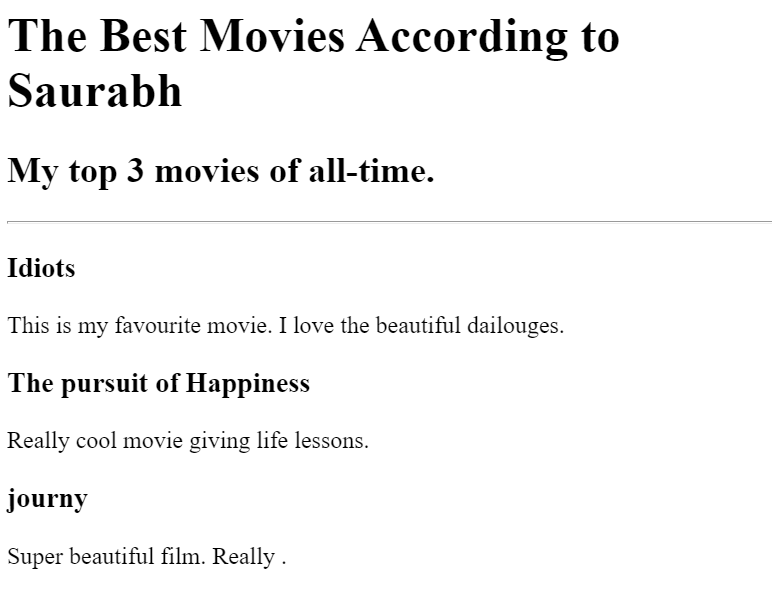 The Best Movies According to
Saurabh
My top 3 movies of all-time.
Idiots
This is my favourite movie. I love the beautiful dailouges.
The pursuit of Happiness
Really cool movie giving life lessons.
journy
Super beautiful film. Really .